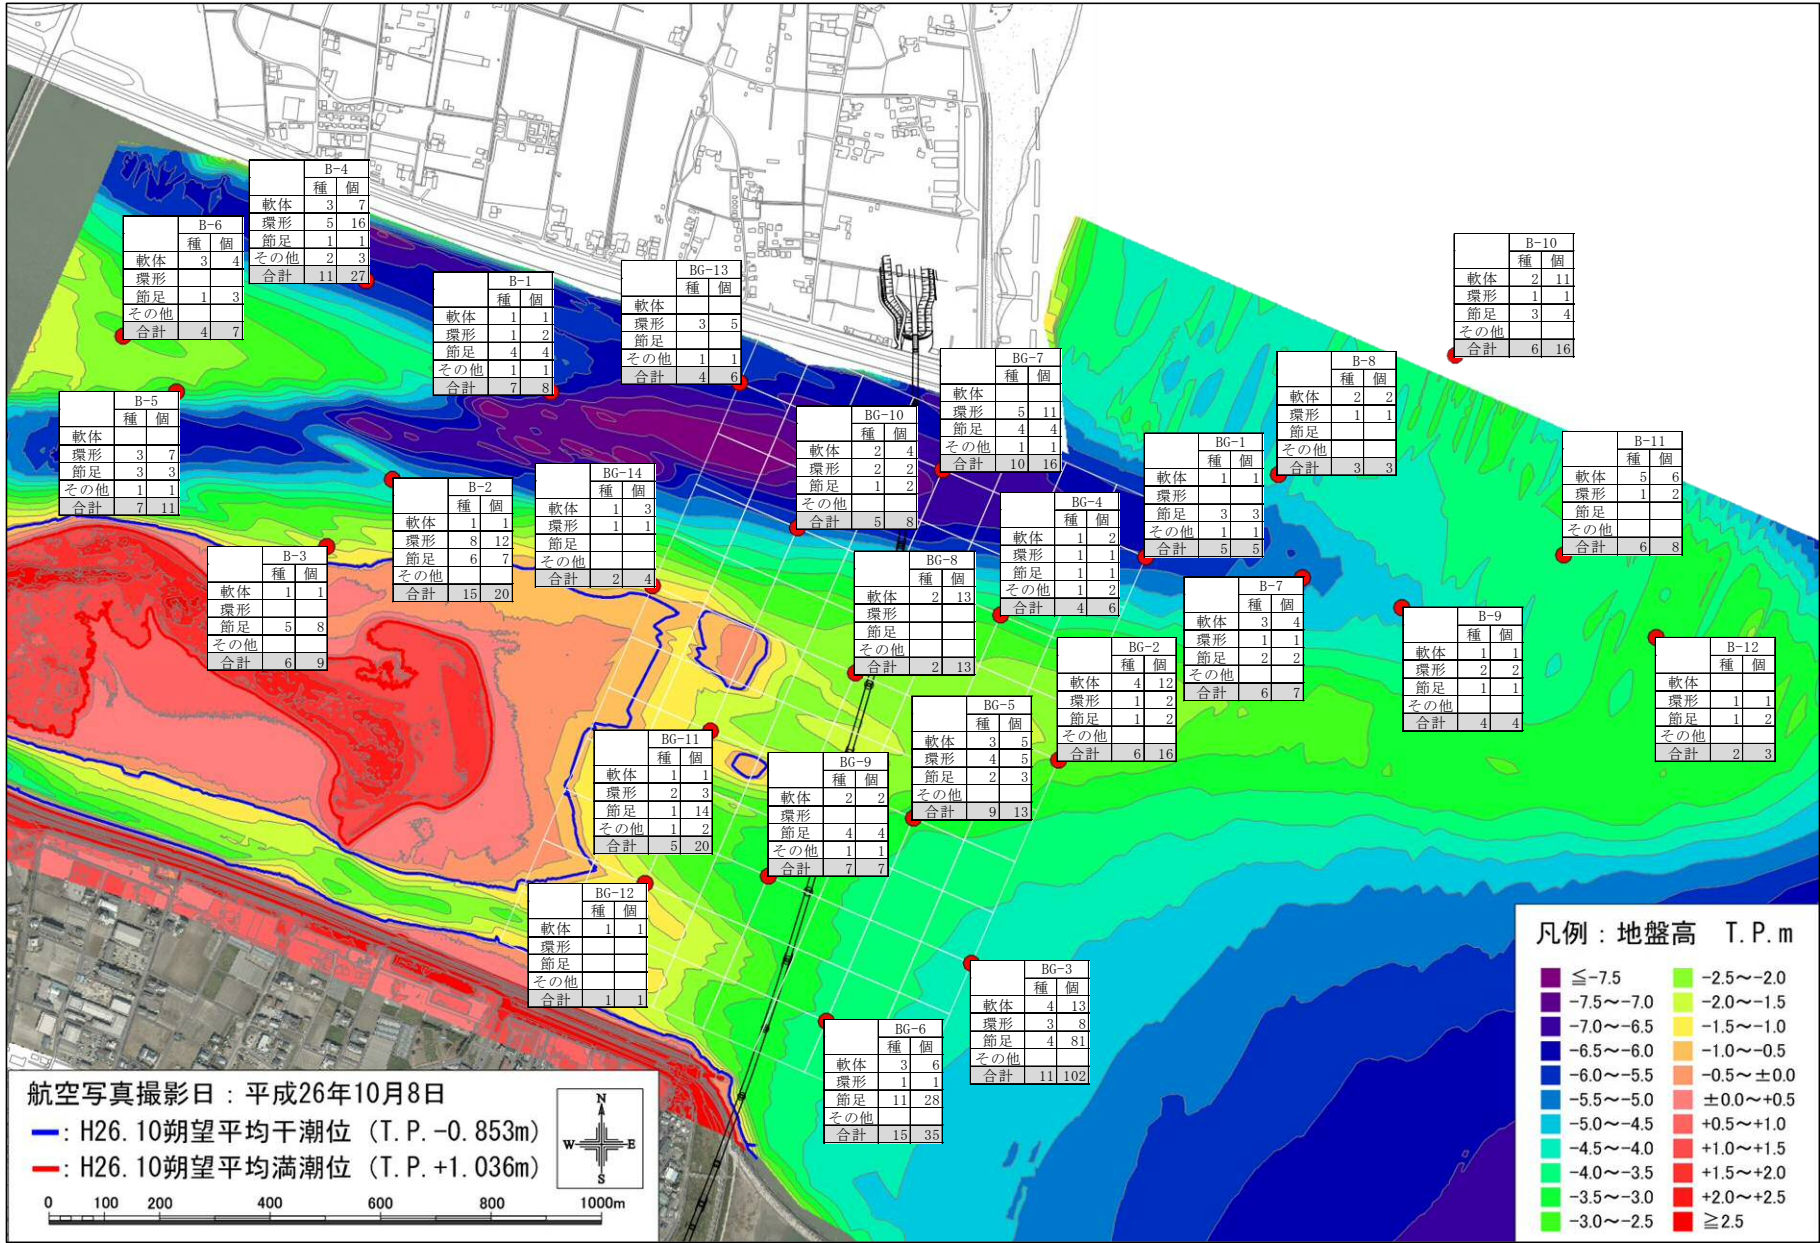 B-4
種 個
軟体 3 7
環形 5 16
節足 1 1
その他 2 3
合計 11 27
B-6
種 個
軟体 3 4
環形
節足 1 3
その他
合計 4 7
B-10
種 個
軟体 2 11
環形 1 1
節足 3 4
その他
合計 6 16
B-1
種 個
軟体 1 1
環形 1 2
節足 4 4
その他 1 1
合計 7 8
BG-13
種 個
軟体
環形 3 5
節足
その他 1 1
合計 4 6
BG-7
種 個
軟体
環形 5 11
節足 4 4
その他 1 1
合計 10 16
B-8
種 個
軟体 2 2
環形 1 1
節足
その他
合計 3 3
B-5
種 個
軟体
環形 3 7
節足 3 3
その他 1 1
合計 7 11
BG-10
種 個
軟体 2 4
環形 2 2
節足 1 2
その他
合計 5 8
BG-1
種 個
軟体 1 1
環形
節足 3 3
その他 1 1
合計 5 5
B-11
種 個
軟体 5 6
環形 1 2
節足
その他
合計 6 8
B-2
種 個
軟体 1 1
環形 8 12
節足 6 7
その他
合計 15 20
BG-14
種 個
軟体 1 3
環形 1 1
節足
その他
合計 2 4
BG-4
種 個
軟体 1 2
環形 1 1
節足 1 1
その他 1 2
合計 4 6
B-3
種 個
軟体 1 1
環形
節足 5 8
その他
合計 6 9
BG-8
種 個
軟体 2 13
環形
節足
その他
合計 2 13
B-7
種 個
軟体 3 4
環形 1 1
節足 2 2
その他
合計 6 7
B-9
種 個
軟体 1 1
環形 2 2
節足 1 1
その他
合計 4 4
BG-2
種 個
軟体 4 12
環形 1 2
節足 1 2
その他
合計 6 16
B-12
種 個
軟体
環形 1 1
節足 1 2
その他
合計 2 3
BG-5
種 個
軟体 3 5
環形 4 5
節足 2 3
その他
合計 9 13
BG-11
種 個
軟体 1 1
環形 2 3
節足 1 14
その他 1 2
合計 5 20
BG-9
種 個
軟体 2 2
環形
節足 4 4
その他 1 1
合計 7 7
BG-12
種 個
軟体 1 1
環形
節足
その他
合計 1 1
BG-3
種 個
軟体 4 13
環形 3 8
節足 4 81
その他
合計 11 102
BG-6
種 個
軟体 3 6
環形 1 1
節足 11 28
その他
合計 15 35
凡例：地盤高 T.P.m
≦-7.5 -2.5～-2.0
-7.5～-7.0 -2.0～-1.5
-7.0～-6.5 -1.5～-1.0
-6.5～-6.0 -1.0～-0.5
-6.0～-5.5 -0.5～±0.0
-5.5～-5.0 ±0.0～+0.5
-5.0～-4.5 +0.5～+1.0
-4.5～-4.0 +1.0～+1.5
-4.0～-3.5 +1.5～+2.0
-3.5～-3.0 +2.0～+2.5
-3.0～-2.5 ≧2.5
航空写真撮影日：平成26年10月8日
：H26.10朔望平均干潮位（T.P.-0.853m）
：H26.10朔望平均満潮位（T.P.+1.036m）
N
W E
S
0 100 200 400 600 800 1000m